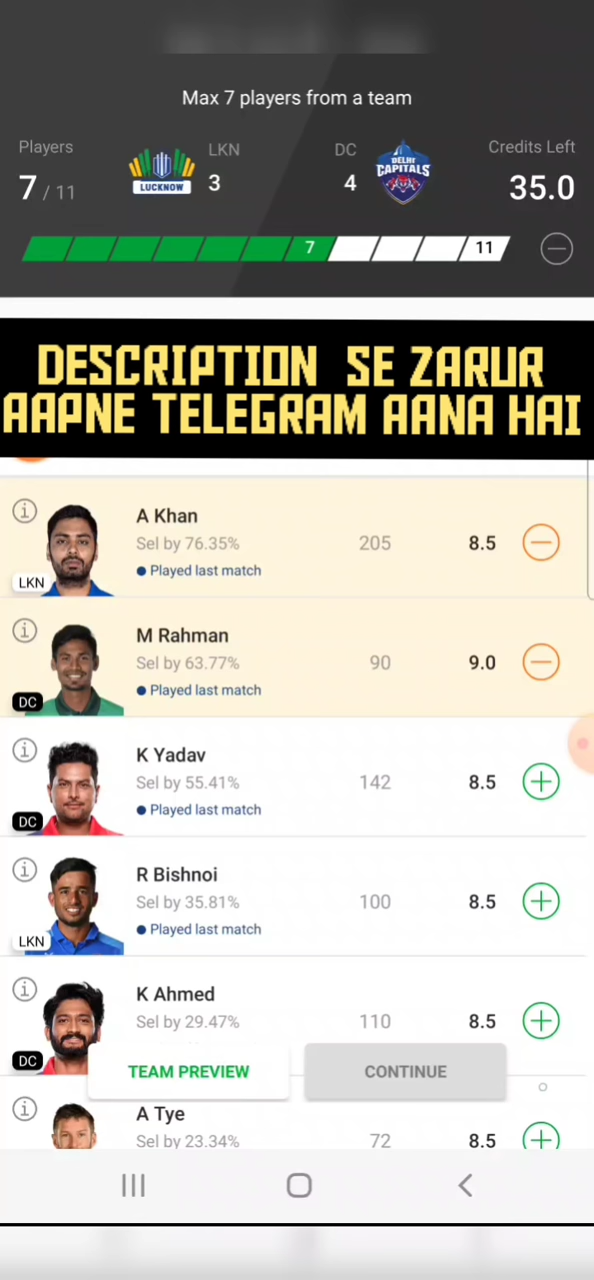 Max 7 players from a team
Players LKN DC Credits Left
7 / 11 LUCKNOW 3 4 DELHI CAPITALS 35.0
7 11
DESCRIPTION SE ZARUR
AAPNE TELEGRAM AANA HAI
A Khan
Sel by 76.35% 205 8.5
Played last match
LKN
M Rahman
Sel by 63.77% 90 9.0
Played last match
DC
K Yadav
Sel by 55.41% 142 8.5
Played last match
DC
R Bishnoi
Sel by 35.81% 100 8.5
Played last match
LKN
K Ahmed
Sel by 29.47% 110 8.5
DC
TEAM PREVIEW CONTINUE
A Tye
Sel by 23.34% 72 8.5